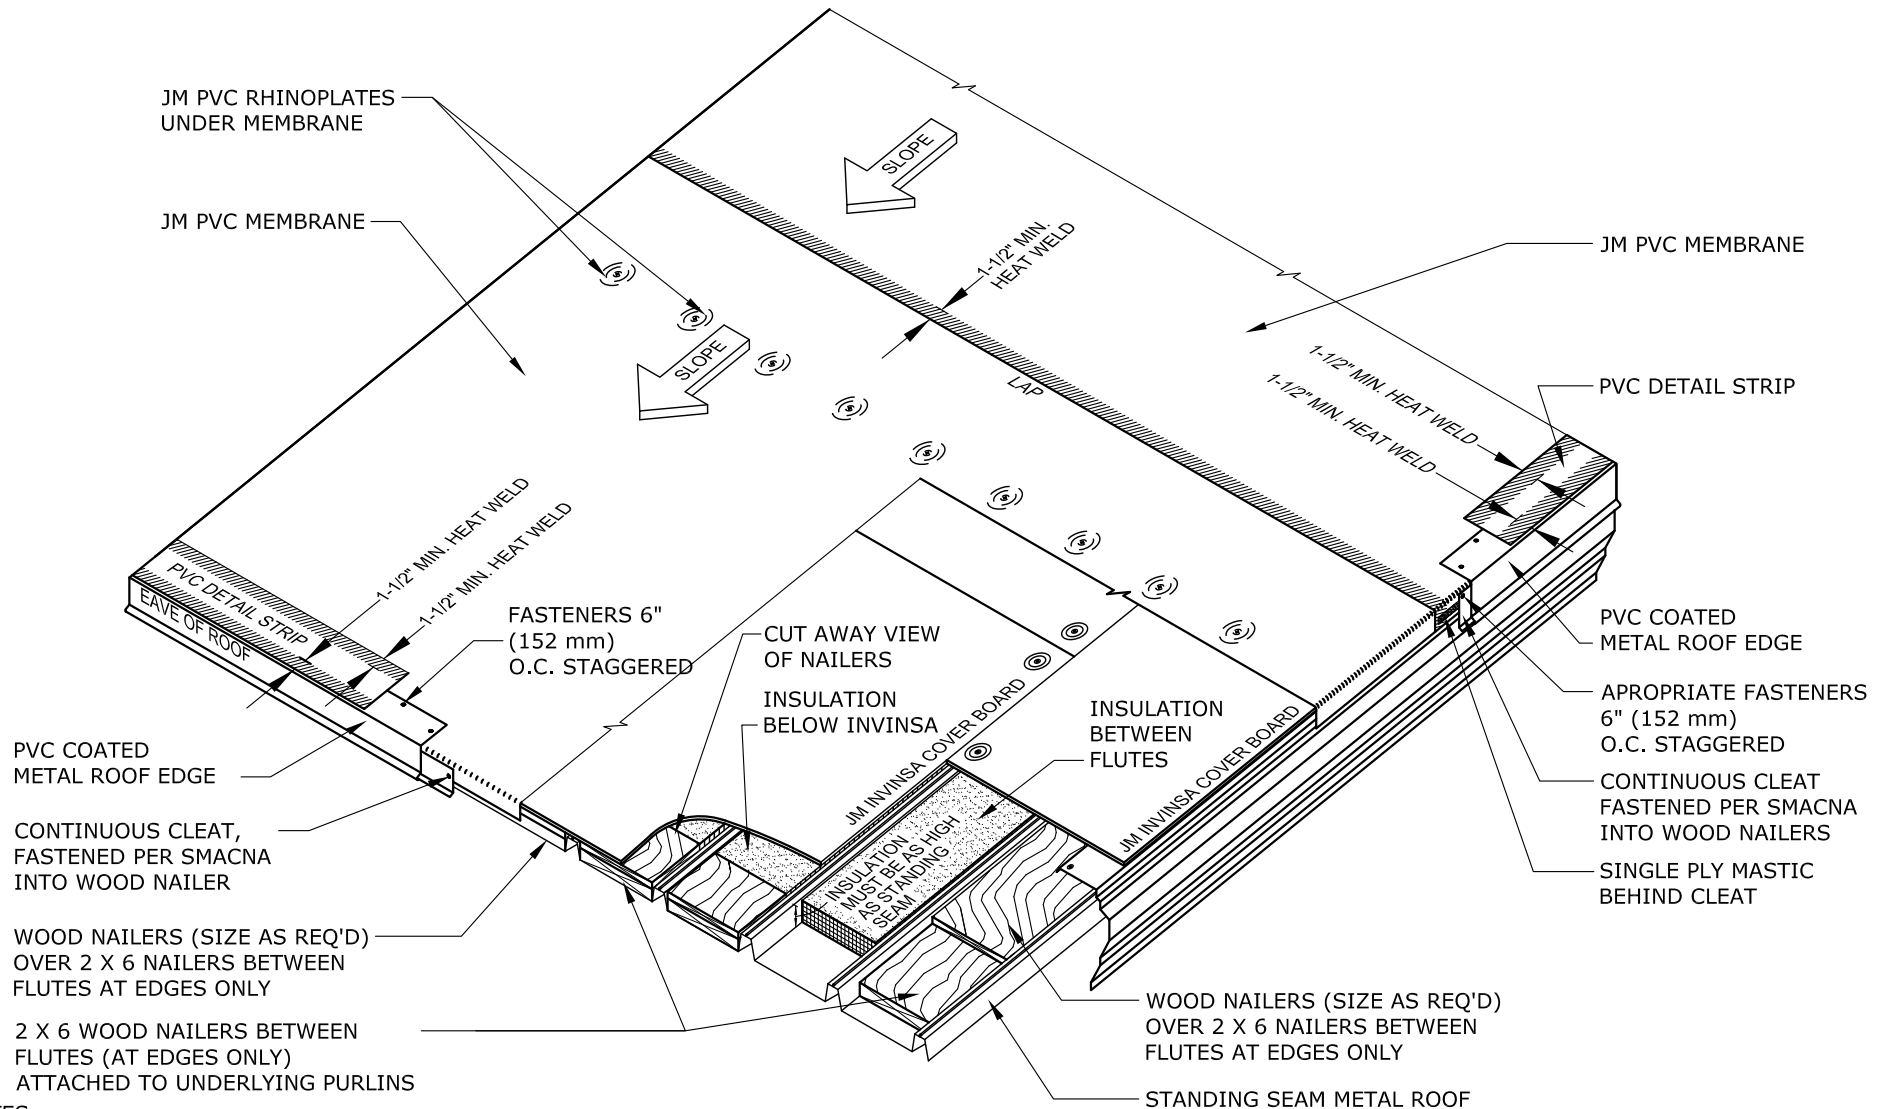 JM PVC RHINOPLATES
UNDER MEMBRANE
JM PVC MEMBRANE
SLOPE
SLOPE
1-1/2" MIN.
HEAT WELD
LAP
JM PVC MEMBRANE
1-1/2" MIN. HEAT WELD
1-1/2" MIN. HEAT WELD
PVC DETAIL STRIP
1-1/2" MIN. HEAT WELD
1-1/2" MIN. HEAT WELD
PVC DETAIL STRIP
EAVE OF ROOF
FASTENERS 6"
(152 mm)
O.C. STAGGERED
CUT AWAY VIEW
OF NAILERS
INSULATION
BELOW INVINSA
JM INVINSA COVER BOARD
INSULATION
BETWEEN
FLUTES
JM INVINSA COVER BOARD
INSULATION
MUST BE AS HIGH
AS STANDING
SEAM
PVC COATED
METAL ROOF EDGE
APROPRIATE FASTENERS
6" (152 mm)
O.C. STAGGERED
CONTINUOUS CLEAT
FASTENED PER SMACNA
INTO WOOD NAILERS
SINGLE PLY MASTIC
BEHIND CLEAT
PVC COATED
METAL ROOF EDGE
CONTINUOUS CLEAT,
FASTENED PER SMACNA
INTO WOOD NAILER
WOOD NAILERS (SIZE AS REQ'D)
OVER 2 X 6 NAILERS BETWEEN
FLUTES AT EDGES ONLY
2 X 6 WOOD NAILERS BETWEEN
FLUTES (AT EDGES ONLY)
ATTACHED TO UNDERLYING PURLINS
WOOD NAILERS (SIZE AS REQ'D)
OVER 2 X 6 NAILERS BETWEEN
FLUTES AT EDGES ONLY
STANDING SEAM METAL ROOF